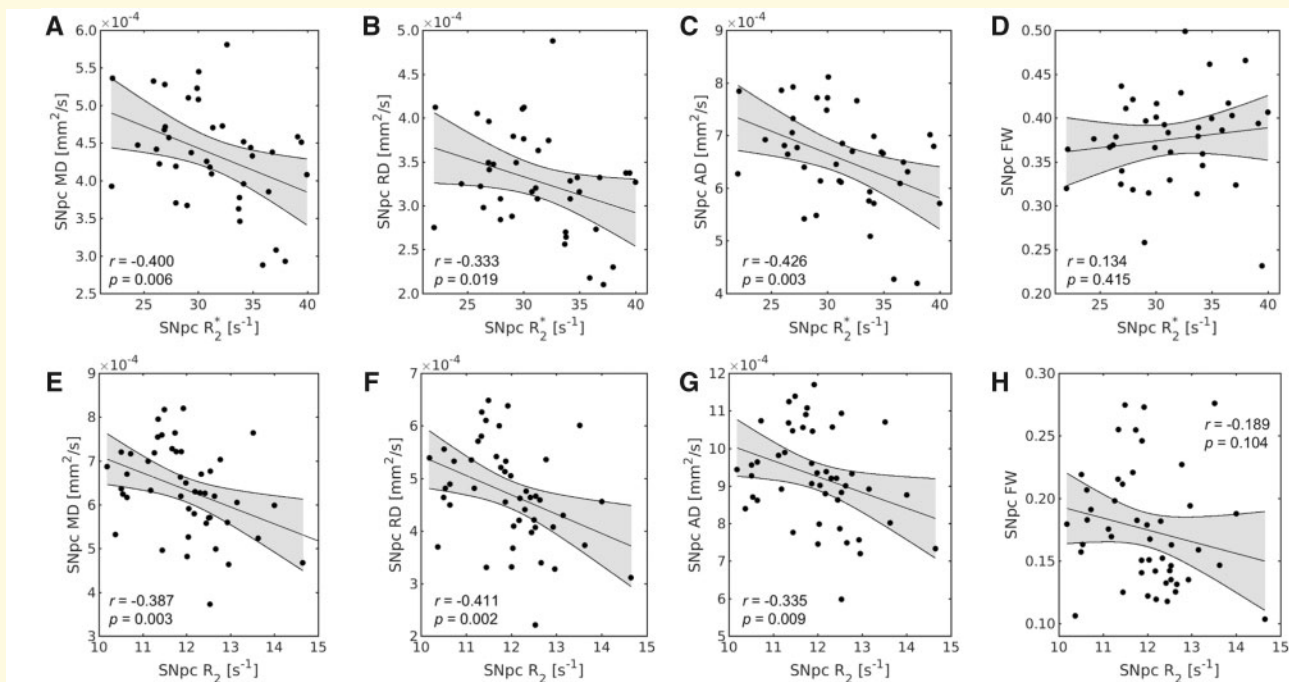 A
×10⁻⁴
6.0
5.5
5.0
4.5
4.0
3.5
3.0
2.5
25 30 35 40
SNpc MD [mm²/s]
SNpc R₂* [s⁻¹]
r = -0.400
p = 0.006
B
×10⁻⁴
5.0
4.5
4.0
3.5
3.0
2.5
2.0
25 30 35 40
SNpc RD [mm²/s]
SNpc R₂* [s⁻¹]
r = -0.333
p = 0.019
C
×10⁻⁴
9
8
7
6
5
4
25 30 35 40
SNpc AD [mm²/s]
SNpc R₂* [s⁻¹]
r = -0.426
p = 0.003
D
0.50
0.45
0.40
0.35
0.30
0.25
0.20
25 30 35 40
SNpc FW
SNpc R₂* [s⁻¹]
r = 0.134
p = 0.415
E
×10⁻⁴
9
8
7
6
5
4
3
10 11 12 13 14 15
SNpc MD [mm²/s]
SNpc R₂ [s⁻¹]
r = -0.387
p = 0.003
F
×10⁻⁴
7
6
5
4
3
2
10 11 12 13 14 15
SNpc RD [mm²/s]
SNpc R₂ [s⁻¹]
r = -0.411
p = 0.002
G
×10⁻⁴
12
11
10
9
8
7
6
5
10 11 12 13 14 15
SNpc AD [mm²/s]
SNpc R₂ [s⁻¹]
r = -0.335
p = 0.009
H
0.30
0.25
0.20
0.15
0.10
10 11 12 13 14 15
SNpc FW
SNpc R₂ [s⁻¹]
r = -0.189
p = 0.104